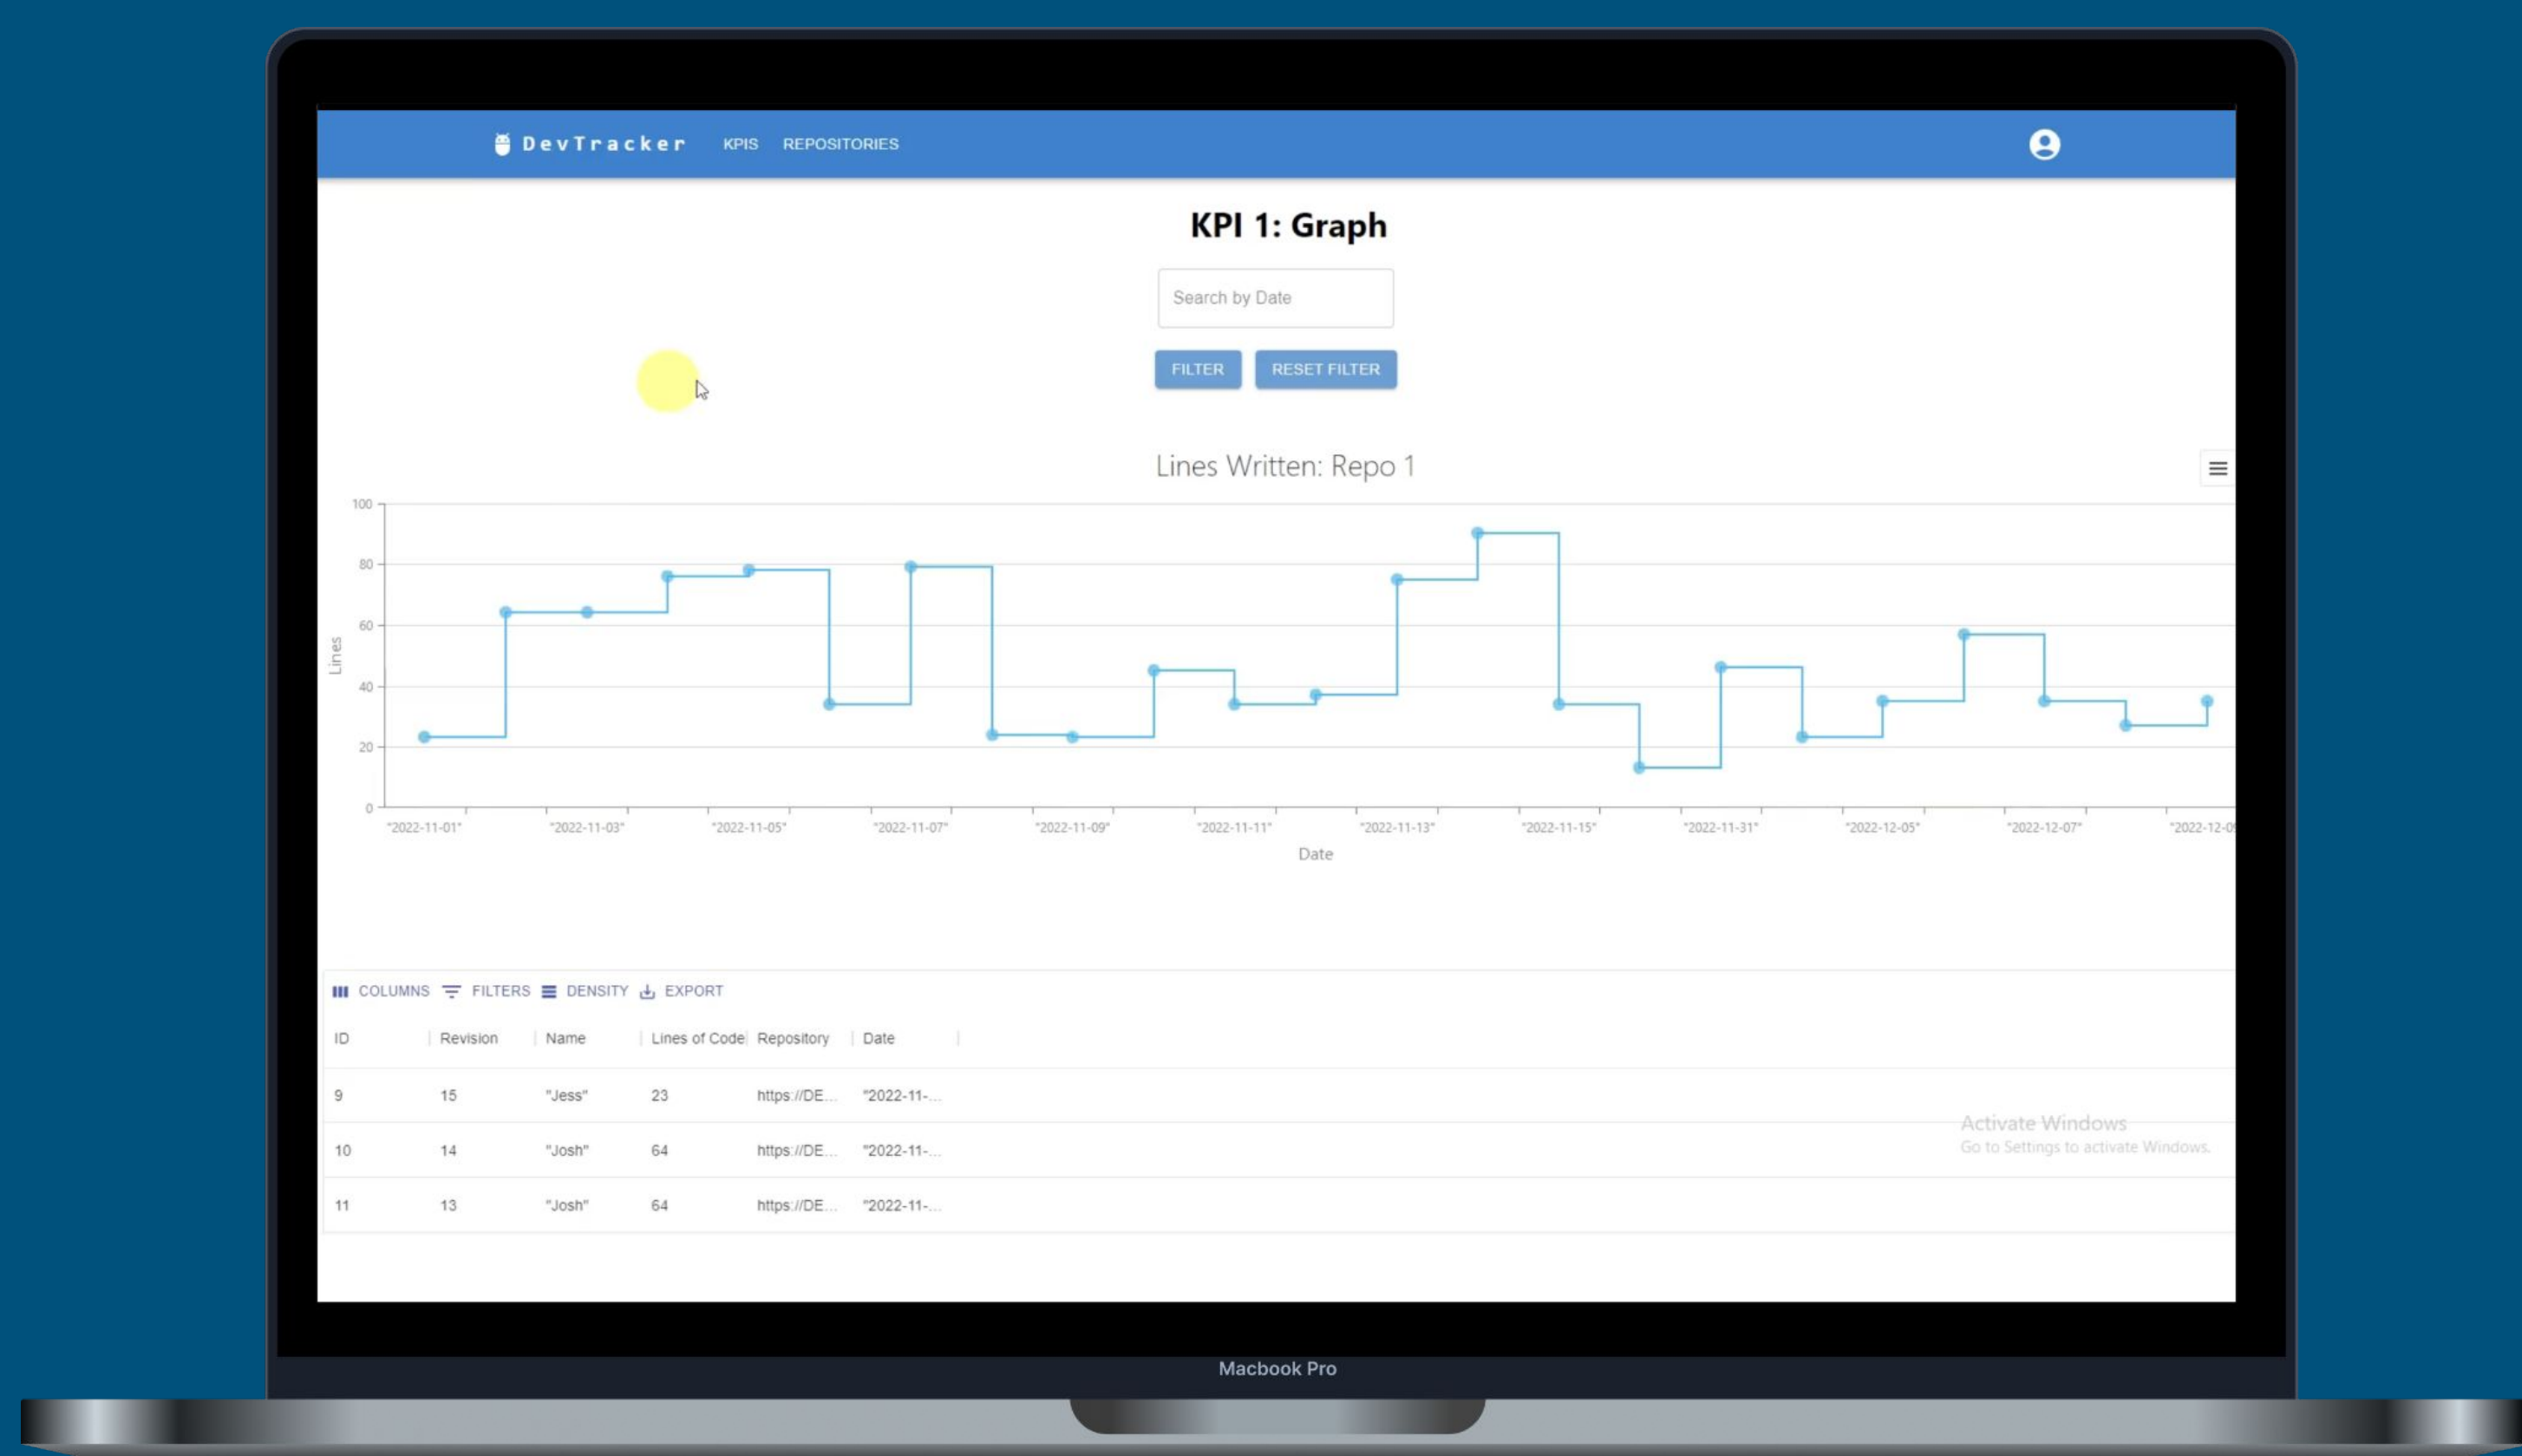 DevTracker KPIS REPOSITORIES
KPI 1: Graph
Search by Date
FILTER RESET FILTER
Lines Written: Repo 1
100
80
60
40
20
0
Lines
"2022-11-01" "2022-11-03" "2022-11-05" "2022-11-07" "2022-11-09" "2022-11-11" "2022-11-13" "2022-11-15" "2022-11-31" "2022-12-05" "2022-12-07" "2022-12-09
Date
COLUMNS FILTERS DENSITY EXPORT
ID Revision Name Lines of Code Repository Date
9 15 "Jess" 23 https://DE... "2022-11-...
10 14 "Josh" 64 https://DE... "2022-11-...
11 13 "Josh" 64 https://DE... "2022-11-...
Activate Windows
Go to Settings to activate Windows.
Macbook Pro